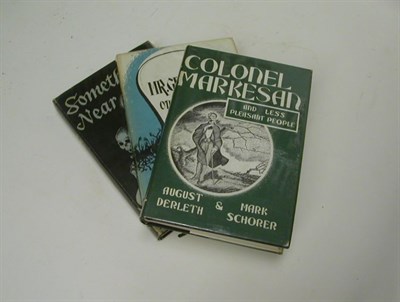 Someth
Near
COLONEL
MARKESAN
AND LESS
PLEASANT PEOPLE
AUGUST & MARK
DERLETH SCHORER